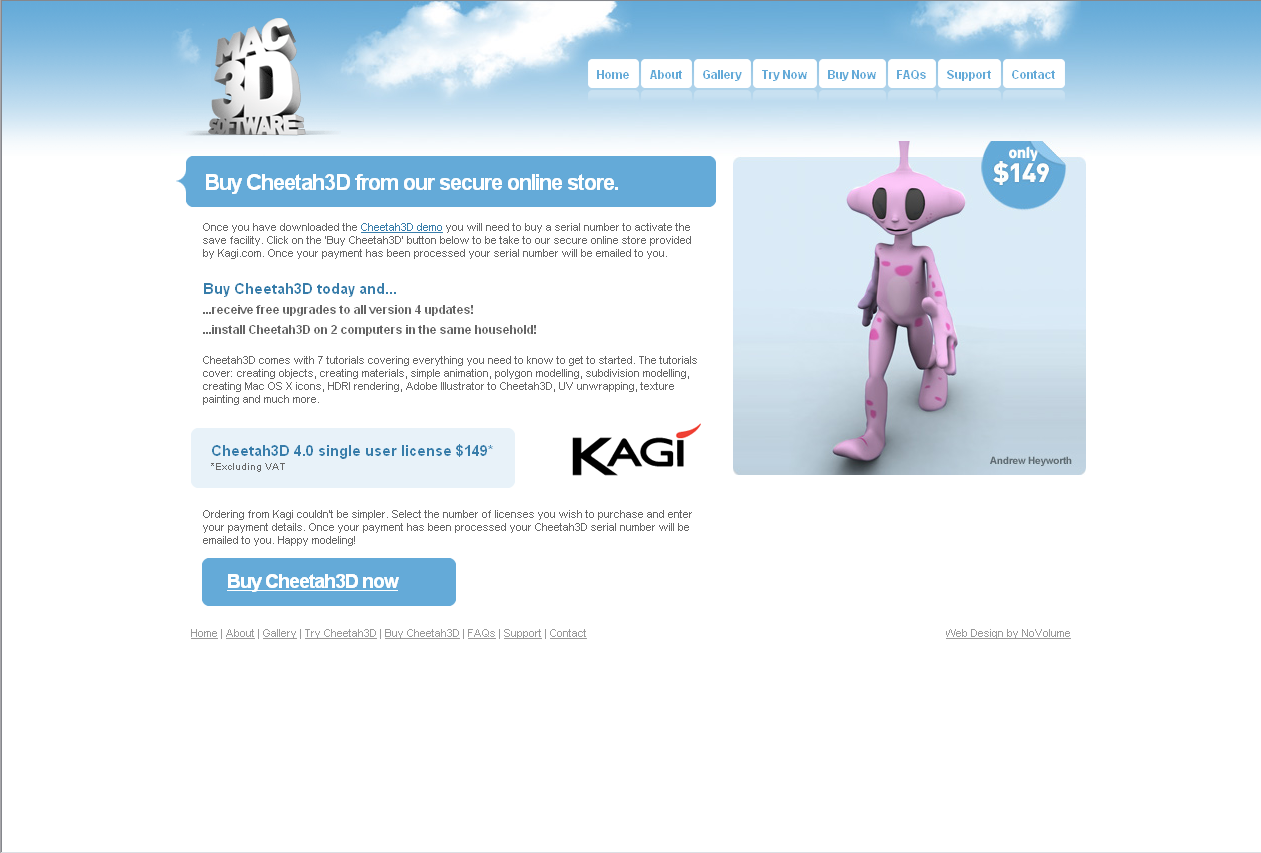 MAC
3D
SOFTWARE
Home About Gallery Try Now Buy Now FAQs Support Contact
Buy Cheetah3D from our secure online store.
only
$149
Once you have downloaded the Cheetah3D demo you will need to buy a serial number to activate the
save facility. Click on the 'Buy Cheetah3D' button below to be take to our secure online store provided
by Kagi.com. Once your payment has been processed your serial number will be emailed to you.
Buy Cheetah3D today and...
...receive free upgrades to all version 4 updates!
...install Cheetah3D on 2 computers in the same household!
Cheetah3D comes with 7 tutorials covering everything you need to know to get to started. The tutorials
cover: creating objects, creating materials, simple animation, polygon modelling, subdivision modelling,
creating Mac OS X icons, HDRI rendering, Adobe Illustrator to Cheetah3D, UV unwrapping, texture
painting and much more.
Cheetah3D 4.0 single user license $149*
*Excluding VAT
KAGI
Andrew Heyworth
Ordering from Kagi couldn't be simpler. Select the number of licenses you wish to purchase and enter
your payment details. Once your payment has been processed your Cheetah3D serial number will be
emailed to you. Happy modeling!
Buy Cheetah3D now
Home | About | Gallery | Try Cheetah3D | Buy Cheetah3D | FAQs | Support | Contact
Web Design by NoVolume